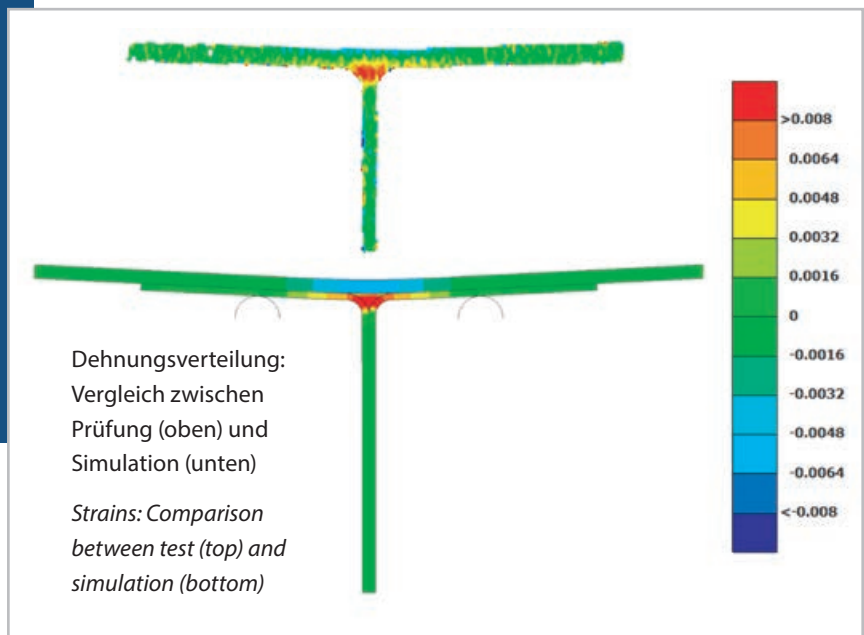 >0.008
0.0064
0.0048
0.0032
0.0016
0
-0.0016
-0.0032
-0.0048
-0.0064
<-0.008
Dehnungsverteilung:
Vergleich zwischen
Prüfung (oben) und
Simulation (unten)
Strains: Comparison
between test (top) and
simulation (bottom)